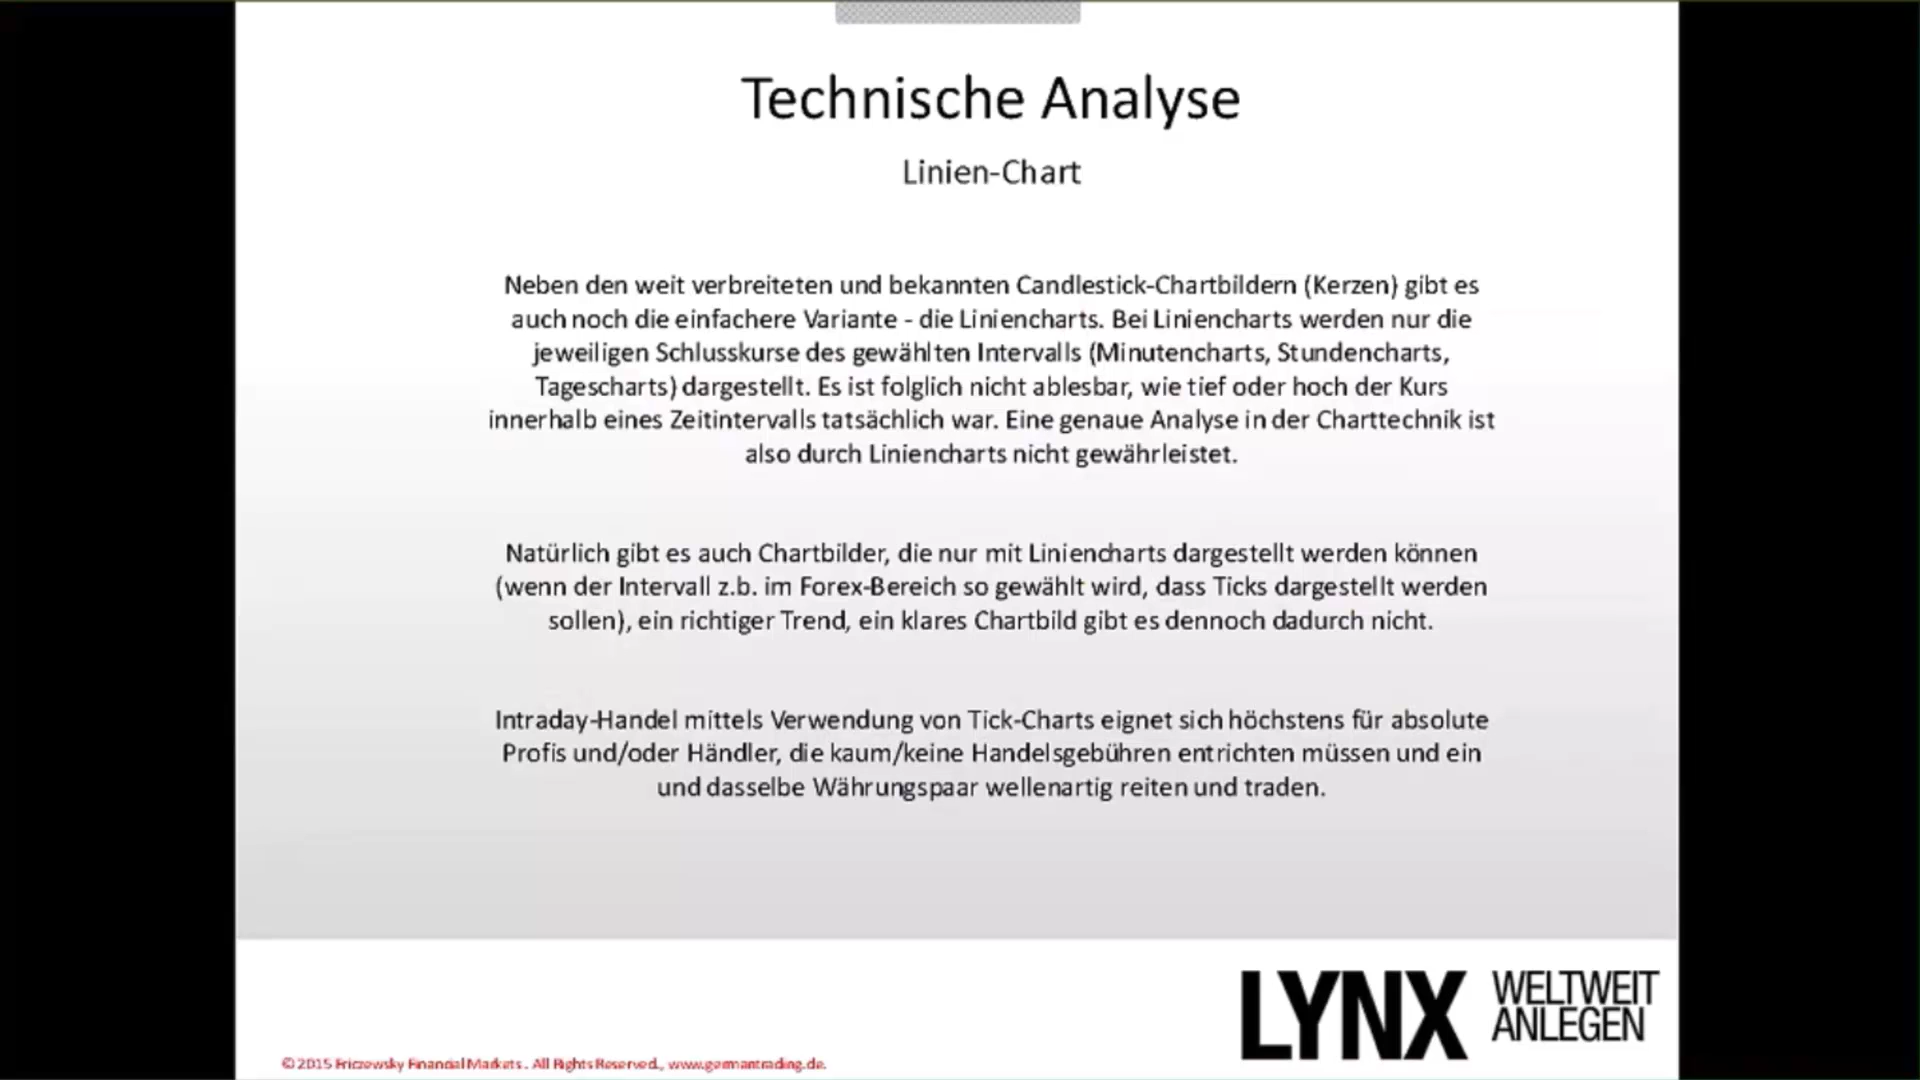 Technische Analyse
Linien-Chart
Neben den weit verbreiteten und bekannten Candlestick-Chartbildern (Kerzen) gibt es
auch noch die einfachere Variante - die Liniencharts. Bei Liniencharts werden nur die
jeweiligen Schlusskurse des gewählten Intervalls (Minutencharts, Stundencharts,
Tagescharts) dargestellt. Es ist folglich nicht ablesbar, wie tief oder hoch der Kurs
innerhalb eines Zeitintervalls tatsächlich war. Eine genaue Analyse in der Charttechnik ist
also durch Liniencharts nicht gewährleistet.
Natürlich gibt es auch Chartbilder, die nur mit Liniencharts dargestellt werden können
(wenn der Intervall z.b. im Forex-Bereich so gewählt wird, dass Ticks dargestellt werden
sollen), ein richtiger Trend, ein klares Chartbild gibt es dennoch dadurch nicht.
Intraday-Handel mittels Verwendung von Tick-Charts eignet sich höchstens für absolute
Profis und/oder Händler, die kaum/keine Handelsgebühren entrichten müssen und ein
und dasselbe Währungspaar wellenartig reiten und traden.
LYNX WELTWEIT
ANLEGEN
©2015 Friczewsky Financial Markets. All Rights Reserved., www.germantrading.de.